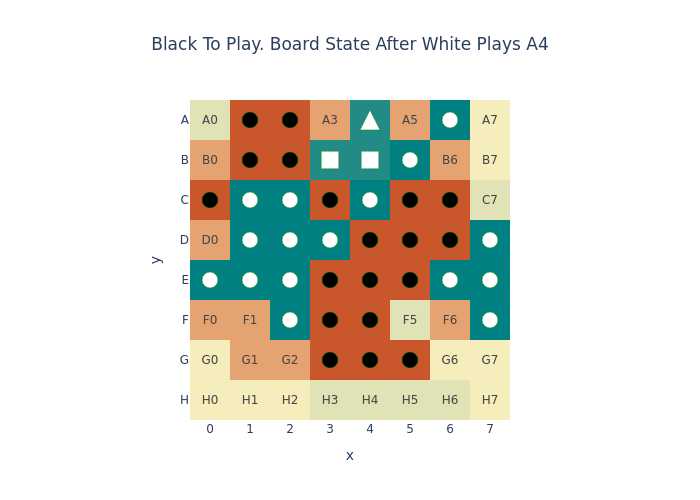 Black To Play. Board State After White Plays A4
A A0 A3 A5 A7
B B0 B6 B7
C C7
D D0
E
F F0 F1 F5 F6
G G0 G1 G2 G6 G7
H H0 H1 H2 H3 H4 H5 H6 H7
0 1 2 3 4 5 6 7
x
y